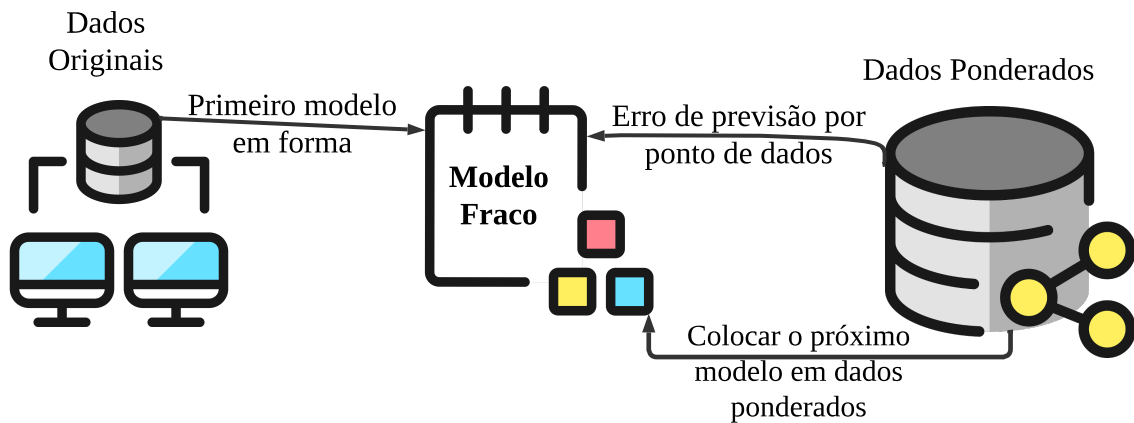 Dados
Originais
Primeiro modelo
em forma
Modelo
Fraco
Erro de previsão por
ponto de dados
Dados Ponderados
Colocar o próximo
modelo em dados
ponderados